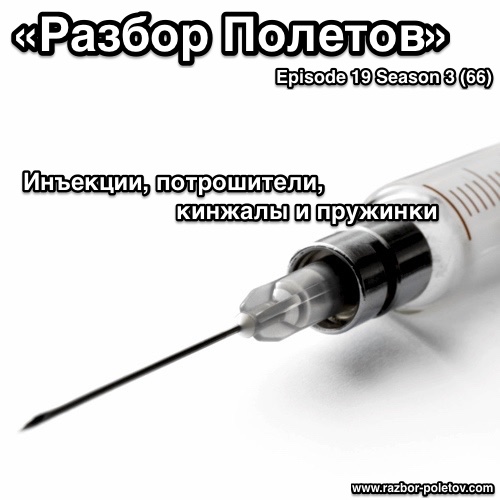 «Разбор Полетов»
Episode 19 Season 3 (66)
Инъекции, потрошители,
кинжалы и пружинки
www.razbor-poletov.com